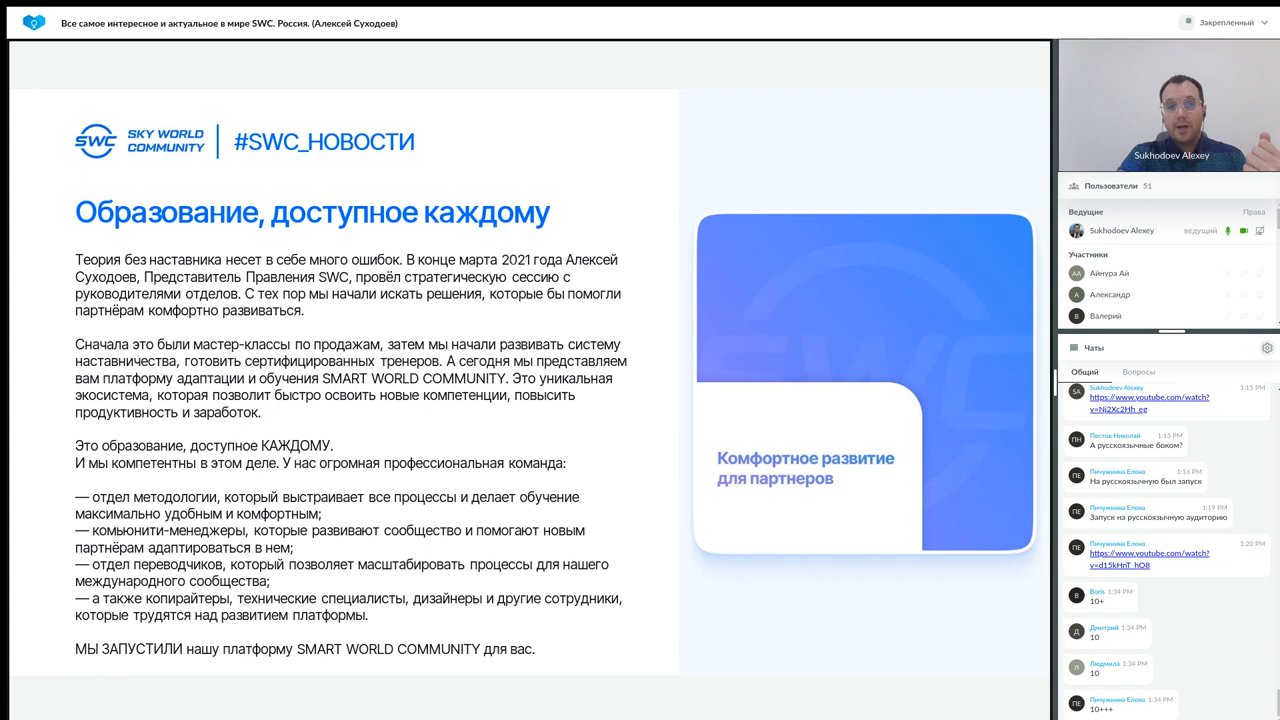 Все самое интересное и актуальное в мире SWC. Россия. (Алексей Суходоев)
Закрепленный
SWC
SKY WORLD
COMMUNITY
#SWC_НОВОСТИ
Образование, доступное каждому
Теория без наставника несет в себе много ошибок. В конце марта 2021 года Алексей
Суходоев, Представитель Правления SWC, провёл стратегическую сессию с
руководителями отделов. С тех пор мы начали искать решения, которые бы помогли
партнёрам комфортно развиваться.
Сначала это были мастер-классы по продажам, затем мы начали развивать систему
наставничества, готовить сертифицированных тренеров. А сегодня мы представляем
вам платформу адаптации и обучения SMART WORLD COMMUNITY. Это уникальная
экосистема, которая позволит быстро освоить новые компетенции, повысить
продуктивность и заработок.
Это образование, доступное КАЖДОМУ.
И мы компетентны в этом деле. У нас огромная профессиональная команда:
— отдел методологии, который выстраивает все процессы и делает обучение
максимально удобным и комфортным;
— комьюнити-менеджеры, которые развивают сообщество и помогают новым
партнёрам адаптироваться в нем;
— отдел переводчиков, который позволяет масштабировать процессы для нашего
международного сообщества;
— а также копирайтеры, технические специалисты, дизайнеры и другие сотрудники,
которые трудятся над развитием платформы.
МЫ ЗАПУСТИЛИ нашу платформу SMART WORLD COMMUNITY для вас.
SWC
Комфортное развитие
для партнеров
Sukhodoev Alexey
Пользователи 51
Ведущие Права
Sukhodoev Alexey ведущий
Участники
АА Айнура Ай
А Александр
В Валерий
Чаты
Общий Вопросы
SA Sukhodoev Alexey 1:15 PM
https://www.youtube.com/watch?
v=Nj2Xc2Hh_eg
ПН Пестов Николай 1:15 PM
А русскоязычные боком?
ПЕ Пичужкина Елена 1:16 PM
На русскоязычную был запуск
ПЕ Пичужкина Елена 1:19 PM
Запуск на русскоязычную аудиторию
ПЕ Пичужкина Елена 1:20 PM
https://www.youtube.com/watch?
v=d15kHnT_hO8
B Boris 1:34 PM
10+
Д Дмитрий 1:34 PM
10
Л Людмила 1:34 PM
10
ПЕ Пичужкина Елена 1:34 PM
10+++